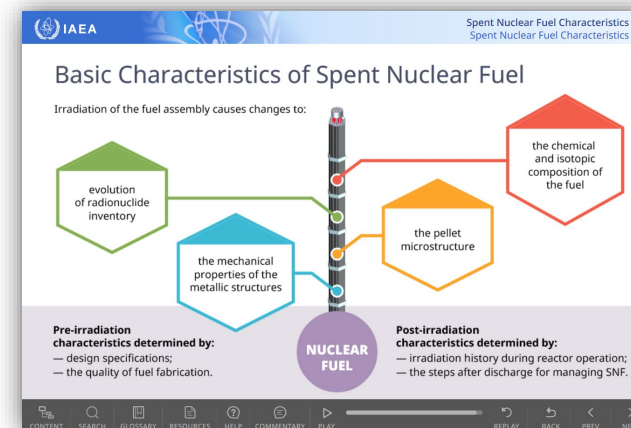 IAEA
Spent Nuclear Fuel Characteristics
Spent Nuclear Fuel Characteristics
Basic Characteristics of Spent Nuclear Fuel
Irradiation of the fuel assembly causes changes to:
the chemical
and isotopic
composition of
the fuel
evolution
of radionuclide
inventory
the pellet
microstructure
the mechanical
properties of the
metallic structures
Pre-irradiation
characteristics determined by:
— design specifications;
— the quality of fuel fabrication.
NUCLEAR
FUEL
Post-irradiation
characteristics determined by:
— irradiation history during reactor operation;
— the steps after discharge for managing SNF.
CONTENT SEARCH GLOSSARY RESOURCES HELP COMMENTARY PLAY REPLAY BACK PREV